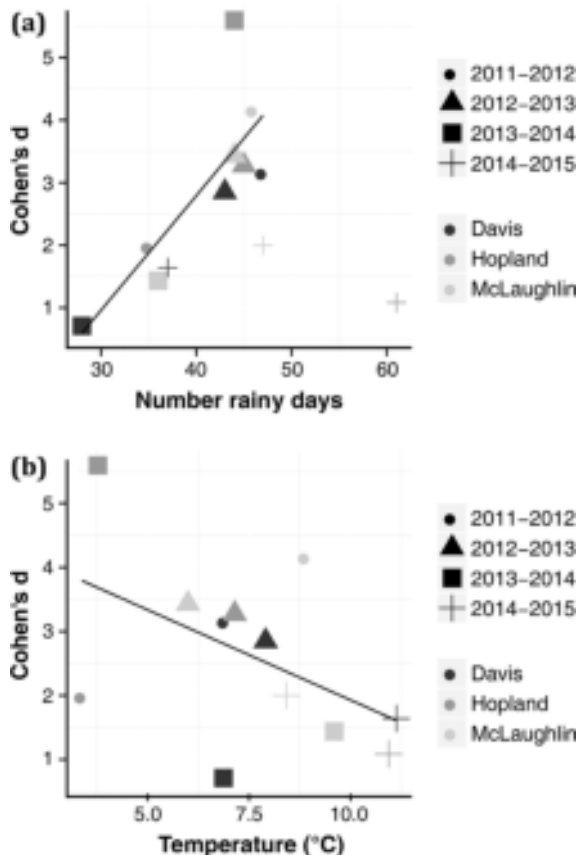 (a)
5
4
3
2
1
Cohen's d
30 40 50 60
Number rainy days
2011–2012
2012–2013
2013–2014
2014–2015
Davis
Hopland
McLaughlin
(b)
5
4
3
2
1
Cohen's d
5.0 7.5 10.0
Temperature (°C)
2011–2012
2012–2013
2013–2014
2014–2015
Davis
Hopland
McLaughlin